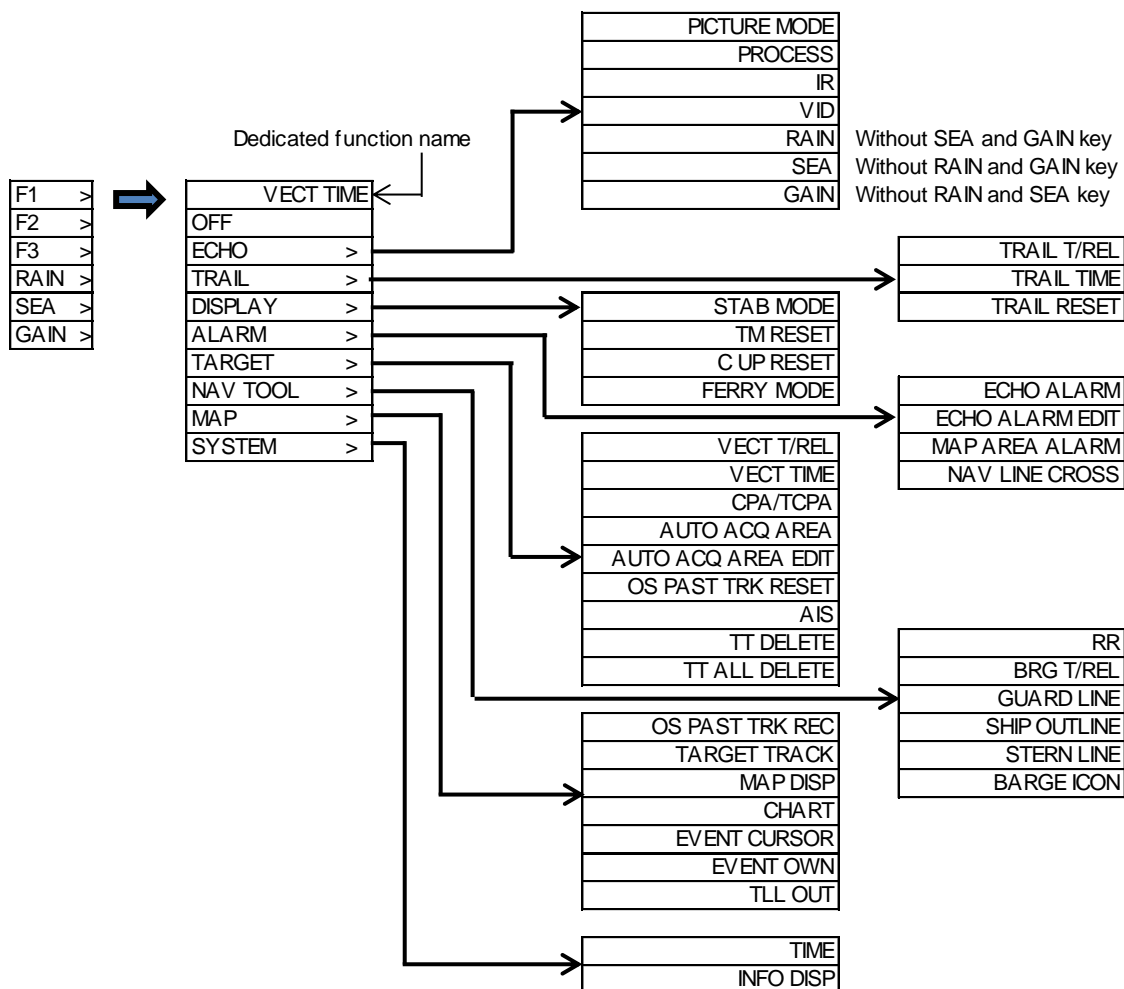 Dedicated function name
F1 >
F2 >
F3 >
RAIN >
SEA >
GAIN >
VECT TIME
OFF
ECHO >
TRAIL >
DISPLAY >
ALARM >
TARGET >
NAV TOOL >
MAP >
SYSTEM >
PICTURE MODE
PROCESS
IR
VID
RAIN Without SEA and GAIN key
SEA Without RAIN and GAIN key
GAIN Without RAIN and SEA key
TRAIL T/REL
TRAIL TIME
TRAIL RESET
STAB MODE
TM RESET
C UP RESET
FERRY MODE
ECHO ALARM
ECHO ALARM EDIT
MAP AREA ALARM
NAV LINE CROSS
VECT T/REL
VECT TIME
CPA/TCPA
AUTO ACQ AREA
AUTO ACQ AREA EDIT
OS PAST TRK RESET
AIS
TT DELETE
TT ALL DELETE
RR
BRG T/REL
GUARD LINE
SHIP OUTLINE
STERN LINE
BARGE ICON
OS PAST TRK REC
TARGET TRACK
MAP DISP
CHART
EVENT CURSOR
EVENT OWN
TLL OUT
TIME
INFO DISP